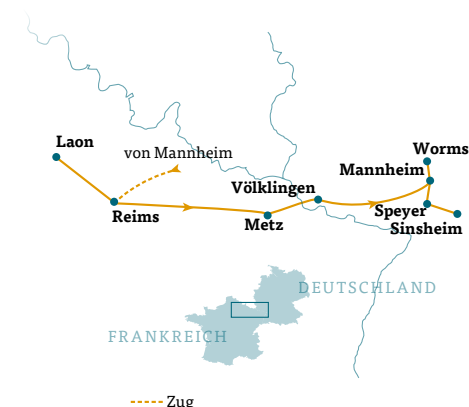 Laon
von Mannheim
Worms
Mannheim
Völklingen
Reims
Metz
Speyer
Sinsheim
DEUTSCHLAND
FRANKREICH
Zug